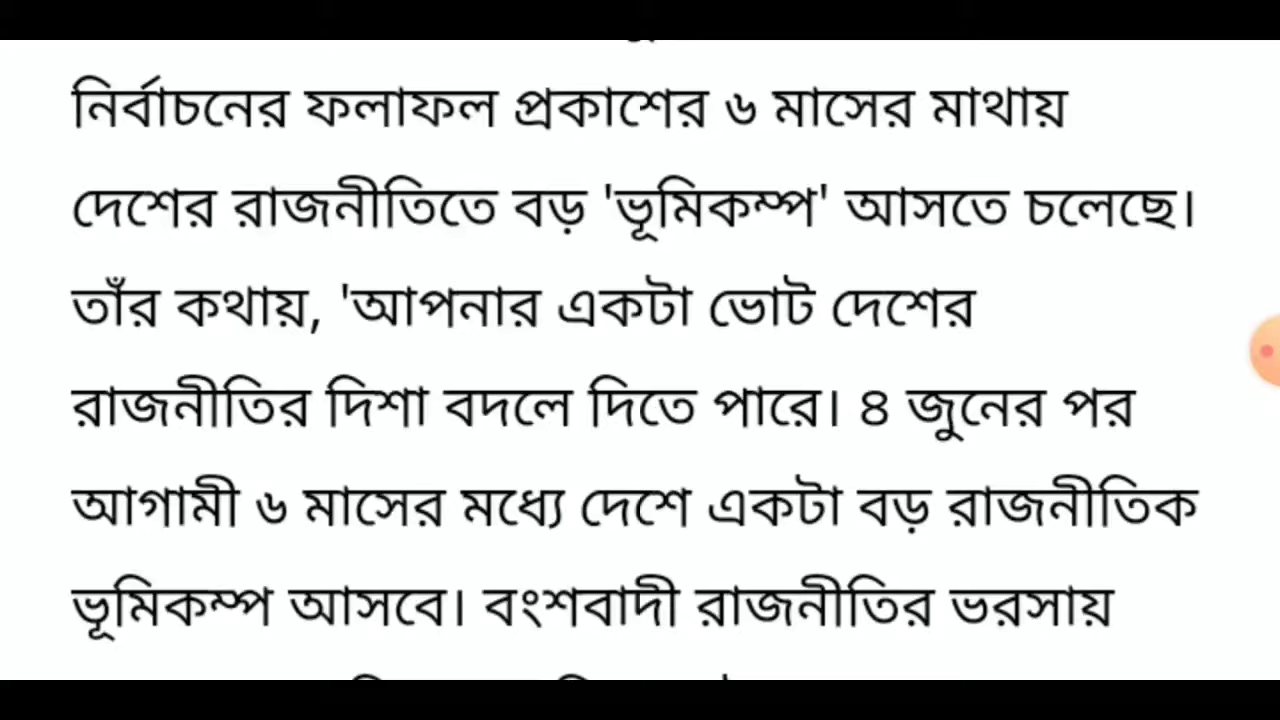 নির্বাচনের ফলাফল প্রকাশের ৬ মাসের মাথায়
দেশের রাজনীতিতে বড় 'ভূমিকম্প' আসতে চলেছে।
তাঁর কথায়, 'আপনার একটা ভোট দেশের
রাজনীতির দিশা বদলে দিতে পারে। ৪ জুনের পর
আগামী ৬ মাসের মধ্যে দেশে একটা বড় রাজনীতিক
ভূমিকম্প আসবে। বংশবাদী রাজনীতির ভরসায়